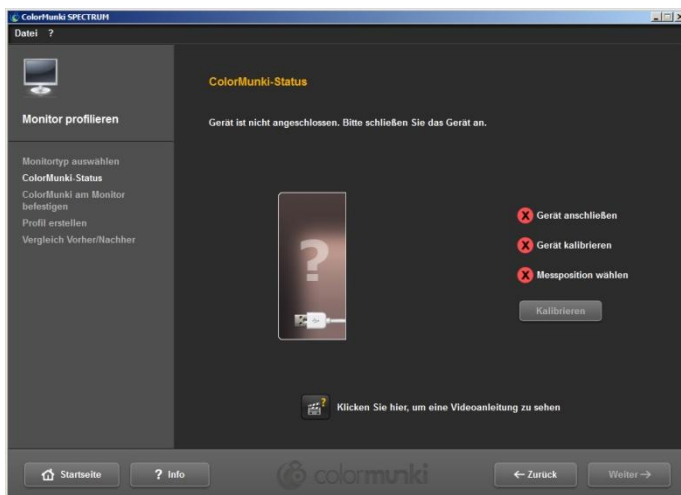 ColorMunki SPECTRUM
Datei ?
Monitor profilieren
Monitortyp auswählen
ColorMunki-Status
ColorMunki am Monitor
befestigen
Profil erstellen
Vergleich Vorher/Nachher
ColorMunki-Status
Gerät ist nicht angeschlossen. Bitte schließen Sie das Gerät an.
?
Gerät anschließen
Gerät kalibrieren
Messposition wählen
Kalibrieren
? Klicken Sie hier, um eine Videoanleitung zu sehen
Startseite
? Info
colormunki
← Zurück
Weiter →